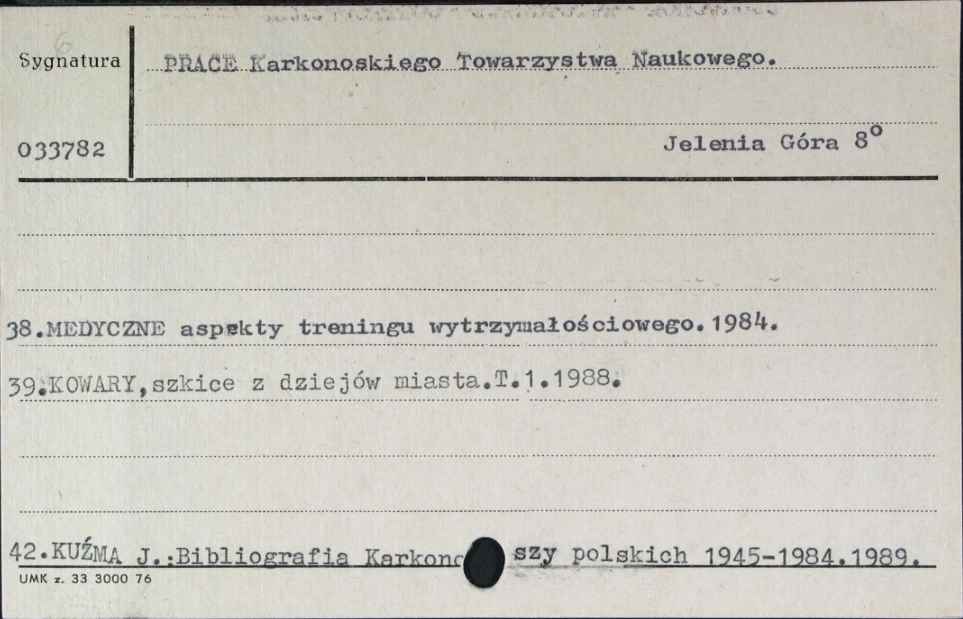 Sygnatura
PRACE Karkonoskiego Towarzystwa Naukowego.
033782
Jelenia Góra 8°
38.MEDYCZNE aspekty treningu wytrzymałościowego.1984.
39.KOWARY,szkice z dziejów miasta.T.1.1988.
42.KUŹMA J.:Bibliografia Karkono szy polskich 1945-1984.1989.
UMK z. 33 3000 76